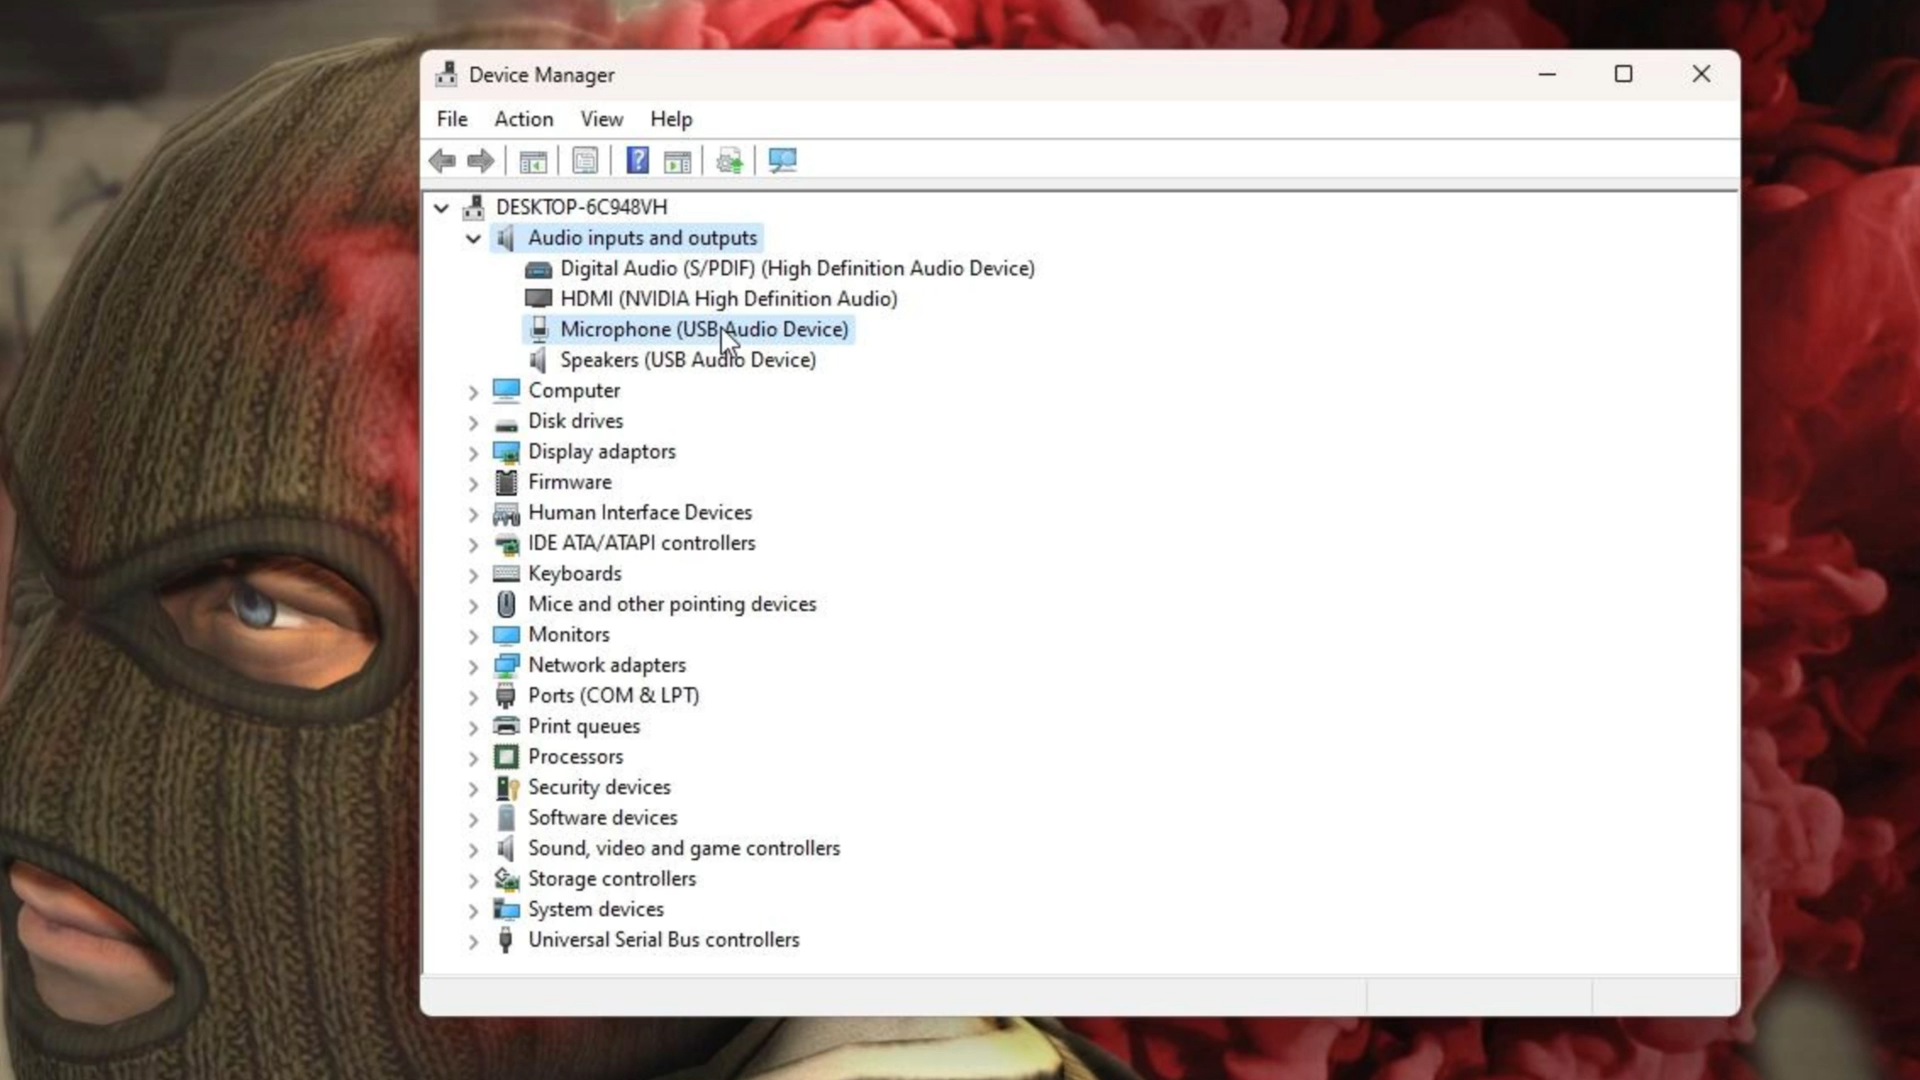 Device Manager
File Action View Help
DESKTOP-6C948VH
Audio inputs and outputs
Digital Audio (S/PDIF) (High Definition Audio Device)
HDMI (NVIDIA High Definition Audio)
Microphone (USB Audio Device)
Speakers (USB Audio Device)
Computer
Disk drives
Display adaptors
Firmware
Human Interface Devices
IDE ATA/ATAPI controllers
Keyboards
Mice and other pointing devices
Monitors
Network adapters
Ports (COM & LPT)
Print queues
Processors
Security devices
Software devices
Sound, video and game controllers
Storage controllers
System devices
Universal Serial Bus controllers